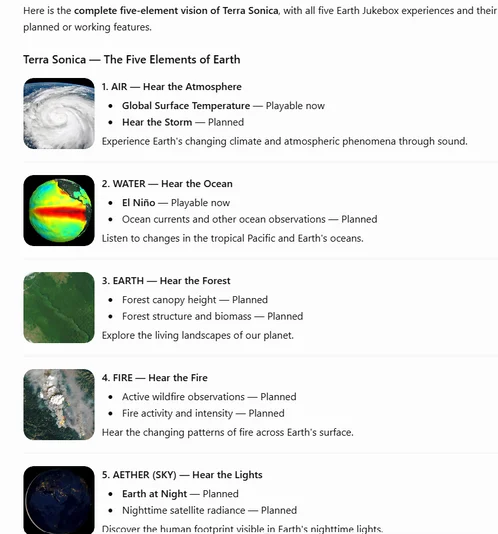 Here is the complete five-element vision of Terra Sonica, with all five Earth Jukebox experiences and their
planned or working features.
Terra Sonica — The Five Elements of Earth
1. AIR — Hear the Atmosphere
• Global Surface Temperature — Playable now
• Hear the Storm — Planned
Experience Earth's changing climate and atmospheric phenomena through sound.
2. WATER — Hear the Ocean
• El Niño — Playable now
• Ocean currents and other ocean observations — Planned
Listen to changes in the tropical Pacific and Earth's oceans.
3. EARTH — Hear the Forest
• Forest canopy height — Planned
• Forest structure and biomass — Planned
Explore the living landscapes of our planet.
4. FIRE — Hear the Fire
• Active wildfire observations — Planned
• Fire activity and intensity — Planned
Hear the changing patterns of fire across Earth's surface.
5. AETHER (SKY) — Hear the Lights
• Earth at Night — Planned
• Nighttime satellite radiance — Planned
Discover the human footprint visible in Earth's nighttime lights.